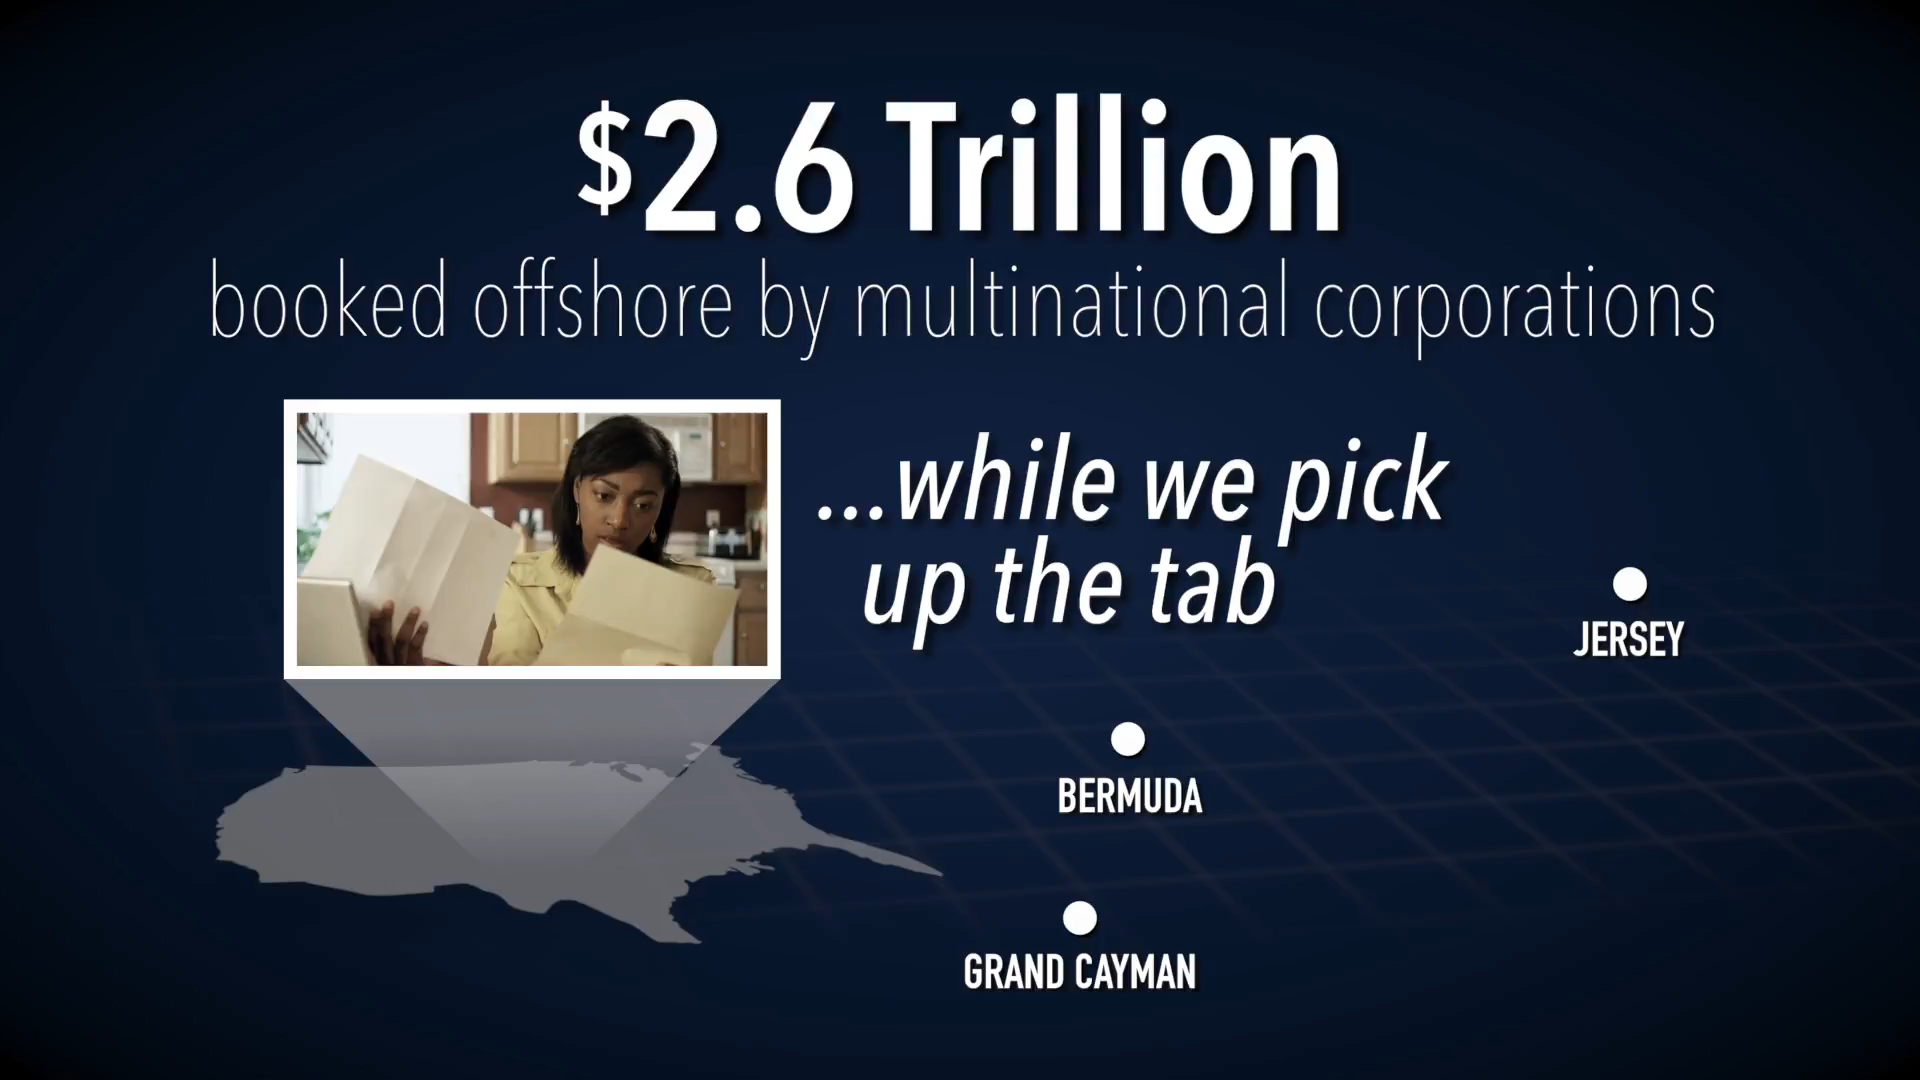 $2.6 Trillion
booked offshore by multinational corporations
...while we pick
up the tab
JERSEY
BERMUDA
GRAND CAYMAN